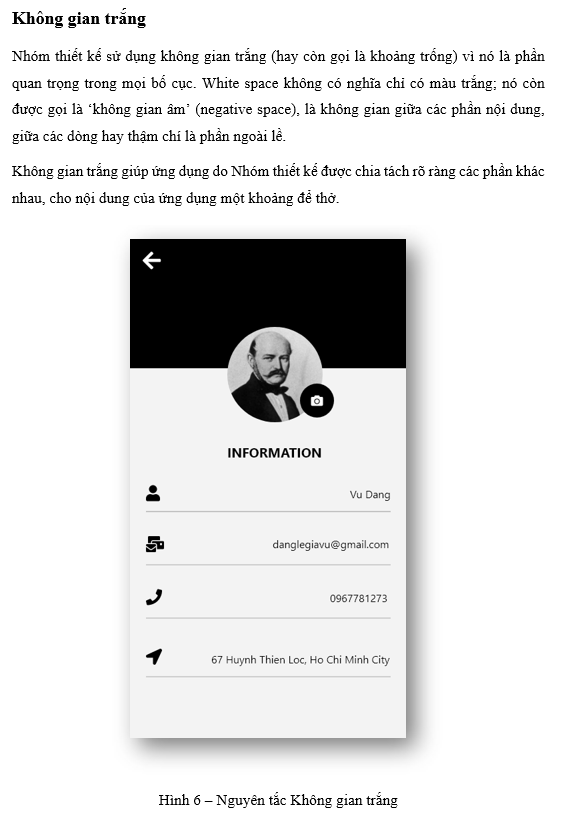 Không gian trắng
Nhóm thiết kế sử dụng không gian trắng (hay còn gọi là khoảng trống) vì nó là phần
quan trọng trong mọi bố cục. White space không có nghĩa chỉ có màu trắng; nó còn
được gọi là ‘không gian âm’ (negative space), là không gian giữa các phần nội dung,
giữa các dòng hay thậm chí là phần ngoài lề.
Không gian trắng giúp ứng dụng do Nhóm thiết kế được chia tách rõ ràng các phần khác
nhau, cho nội dung của ứng dụng một khoảng để thở.
INFORMATION
Vu Dang
danglegiavu@gmail.com
0967781273
67 Huynh Thien Loc, Ho Chi Minh City
Hình 6 – Nguyên tắc Không gian trắng